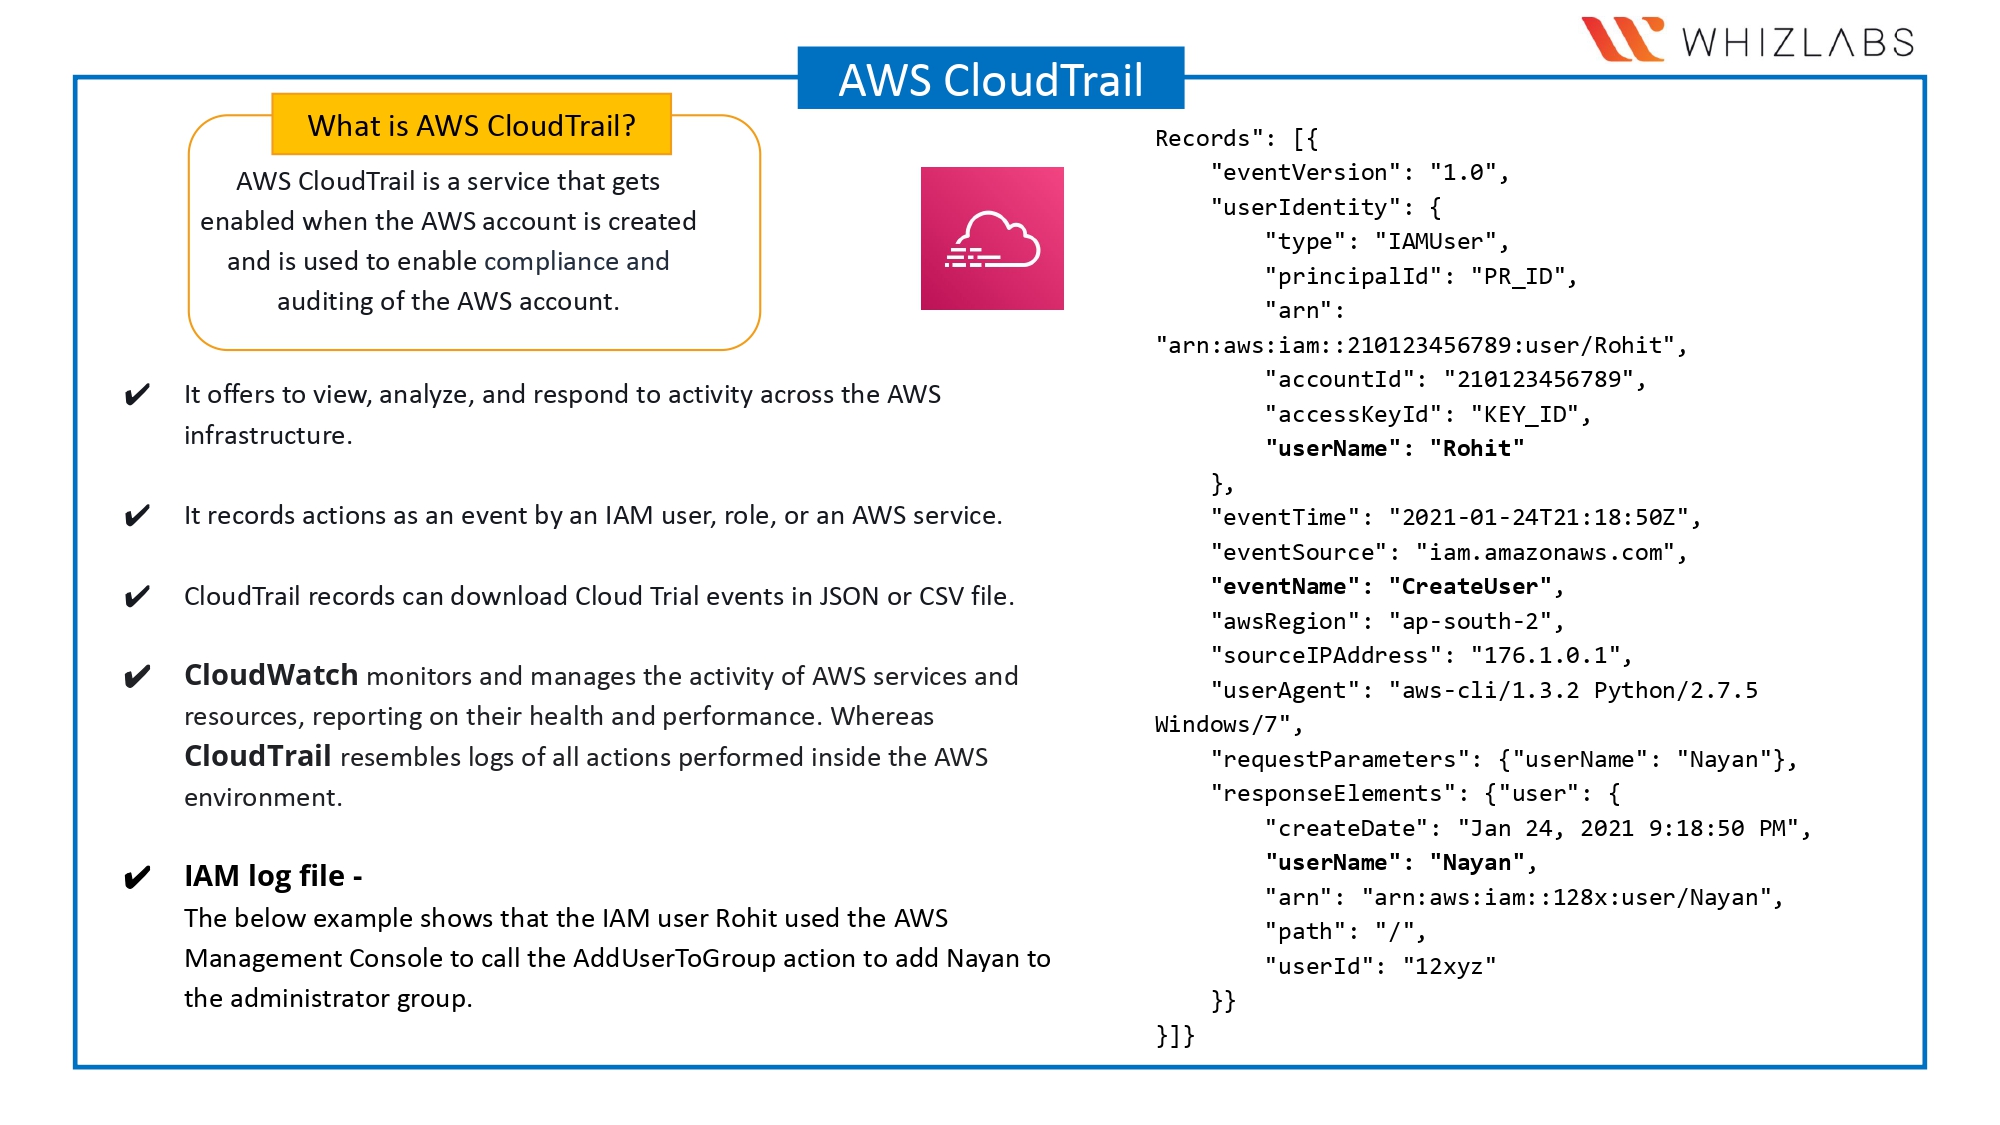 WHIZLABS
AWS CloudTrail
What is AWS CloudTrail?
AWS CloudTrail is a service that gets
enabled when the AWS account is created
and is used to enable compliance and
auditing of the AWS account.
✔ It offers to view, analyze, and respond to activity across the AWS
infrastructure.
✔ It records actions as an event by an IAM user, role, or an AWS service.
✔ CloudTrail records can download Cloud Trial events in JSON or CSV file.
✔ CloudWatch monitors and manages the activity of AWS services and
resources, reporting on their health and performance. Whereas
CloudTrail resembles logs of all actions performed inside the AWS
environment.
✔ IAM log file -
The below example shows that the IAM user Rohit used the AWS
Management Console to call the AddUserToGroup action to add Nayan to
the administrator group.
Records": [{
    "eventVersion": "1.0",
    "userIdentity": {
        "type": "IAMUser",
        "principalId": "PR_ID",
        "arn":
"arn:aws:iam::210123456789:user/Rohit",
        "accountId": "210123456789",
        "accessKeyId": "KEY_ID",
        "userName": "Rohit"
    },
    "eventTime": "2021-01-24T21:18:50Z",
    "eventSource": "iam.amazonaws.com",
    "eventName": "CreateUser",
    "awsRegion": "ap-south-2",
    "sourceIPAddress": "176.1.0.1",
    "userAgent": "aws-cli/1.3.2 Python/2.7.5
Windows/7",
    "requestParameters": {"userName": "Nayan"},
    "responseElements": {"user": {
        "createDate": "Jan 24, 2021 9:18:50 PM",
        "userName": "Nayan",
        "arn": "arn:aws:iam::128x:user/Nayan",
        "path": "/",
        "userId": "12xyz"
    }}
}]}